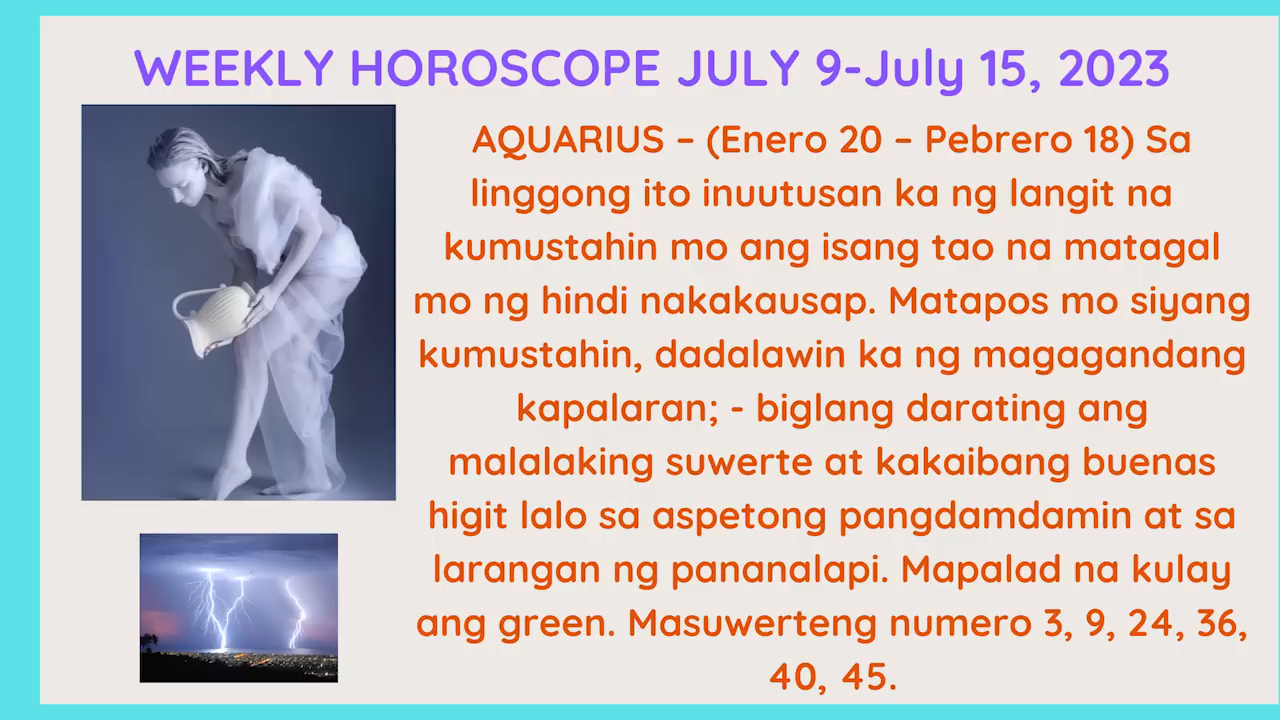 WEEKLY HOROSCOPE JULY 9-July 15, 2023
AQUARIUS – (Enero 20 – Pebrero 18) Sa
linggong ito inuutusan ka ng langit na
kumustahin mo ang isang tao na matagal
mo ng hindi nakakausap. Matapos mo siyang
kumustahin, dadalawin ka ng magagandang
kapalaran; - biglang darating ang
malalaking suwerte at kakaibang buenas
higit lalo sa aspetong pangdamdamin at sa
larangan ng pananalapi. Mapalad na kulay
ang green. Masuwerteng numero 3, 9, 24, 36,
40, 45.